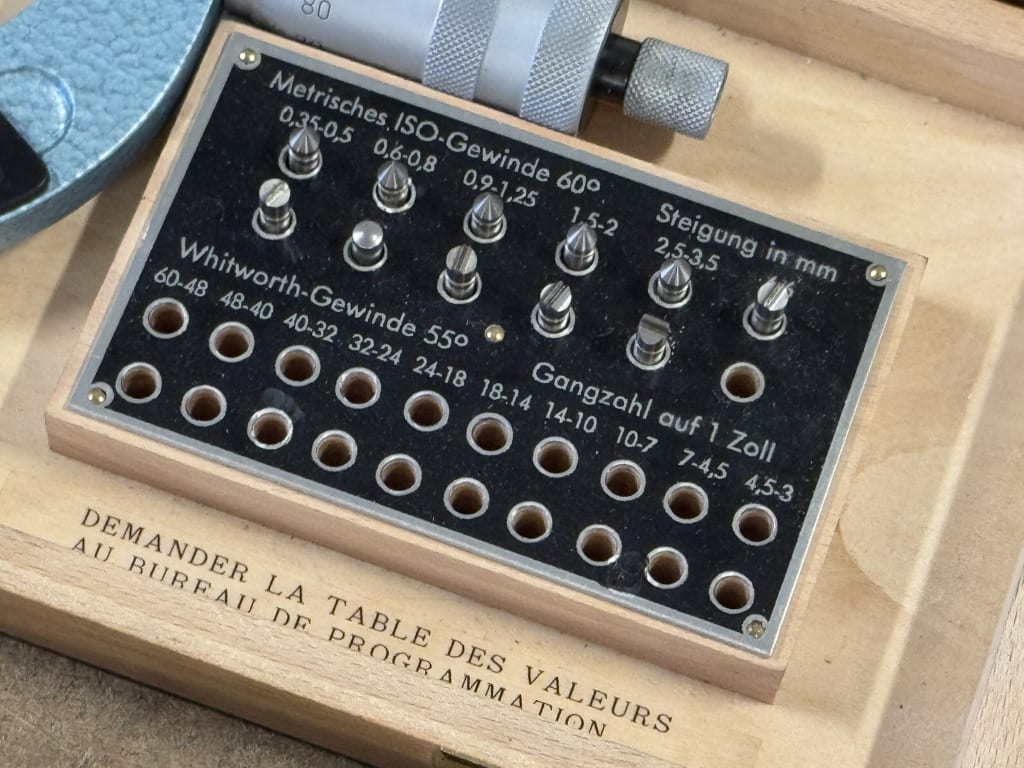 80
Metrisches ISO-Gewinde 60°
Steigung in mm
0,35-0,5 0,6-0,8 0,9-1,25 1,5-2 2,5-3,5
Whitworth-Gewinde 55°
Gangzahl auf 1 Zoll
60-48 48-40 40-32 32-24 24-18 18-14 14-10 10-7 7-4,5 4,5-3
DEMANDER LA TABLE DES VALEURS
AU BUREAU DE PROGRAMMATION